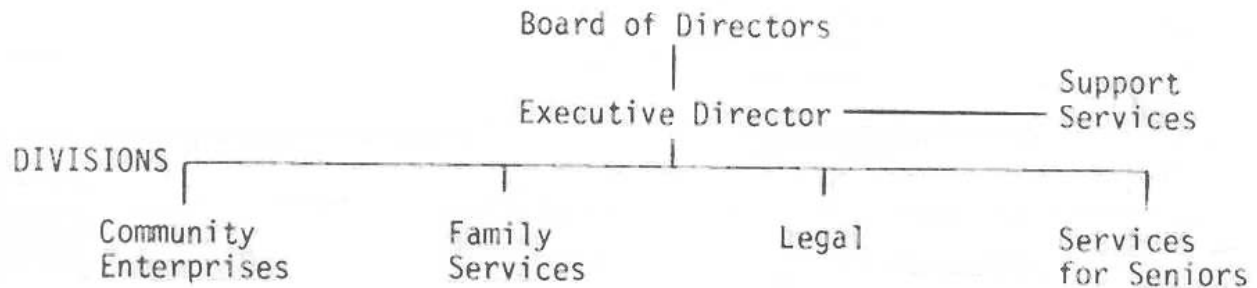 Board of Directors
Executive Director
Support
Services
DIVISIONS
Community
Enterprises
Family
Services
Legal
Services
for Seniors